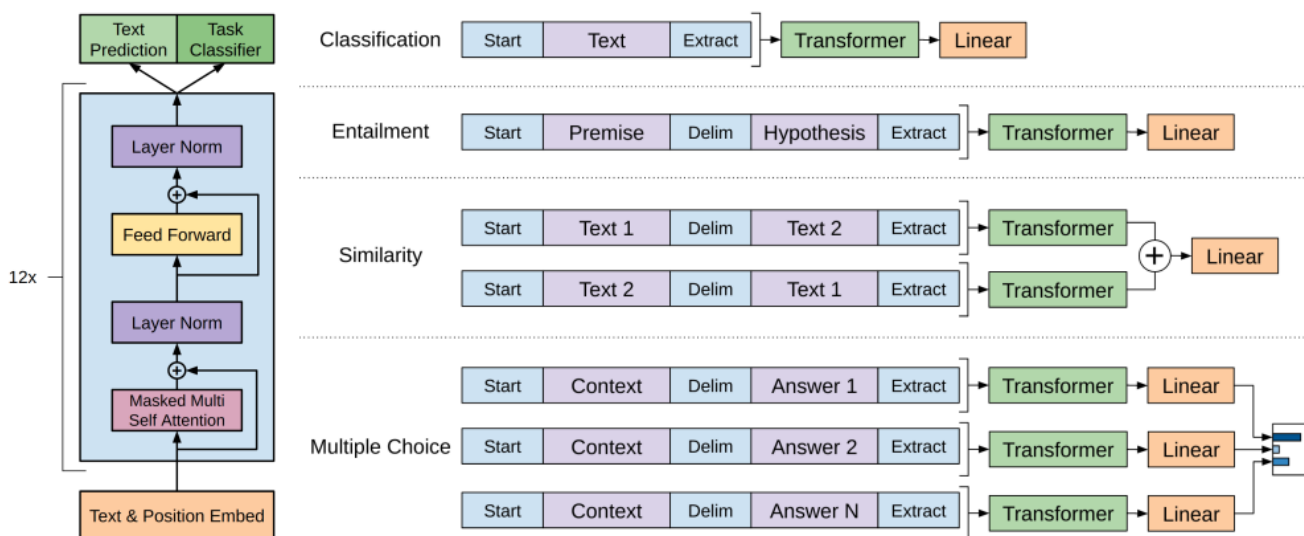 Text
Prediction
Task
Classifier
12x
Layer Norm
Feed Forward
Layer Norm
Masked Multi
Self Attention
Text & Position Embed
Classification
Start Text Extract Transformer Linear
Entailment
Start Premise Delim Hypothesis Extract Transformer Linear
Similarity
Start Text 1 Delim Text 2 Extract Transformer
Start Text 2 Delim Text 1 Extract Transformer
+ Linear
Multiple Choice
Start Context Delim Answer 1 Extract Transformer Linear
Start Context Delim Answer 2 Extract Transformer Linear
Start Context Delim Answer N Extract Transformer Linear